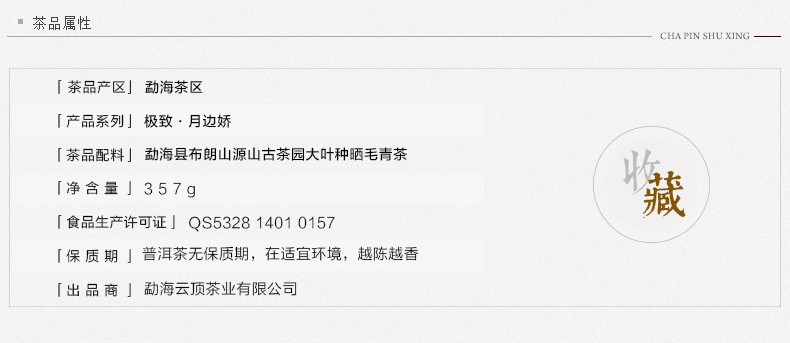 茶品属性
CHA PIN SHU XING
「茶品产区」 勐海茶区
「产品系列」 极致·月边娇
「茶品配料」 勐海县布朗山源山古茶园大叶种晒毛青茶
「净含量」 357g
「食品生产许可证」 QS5328 1401 0157
「保质期」 普洱茶无保质期，在适宜环境，越陈越香
「出品商」 勐海云顶茶业有限公司
收藏